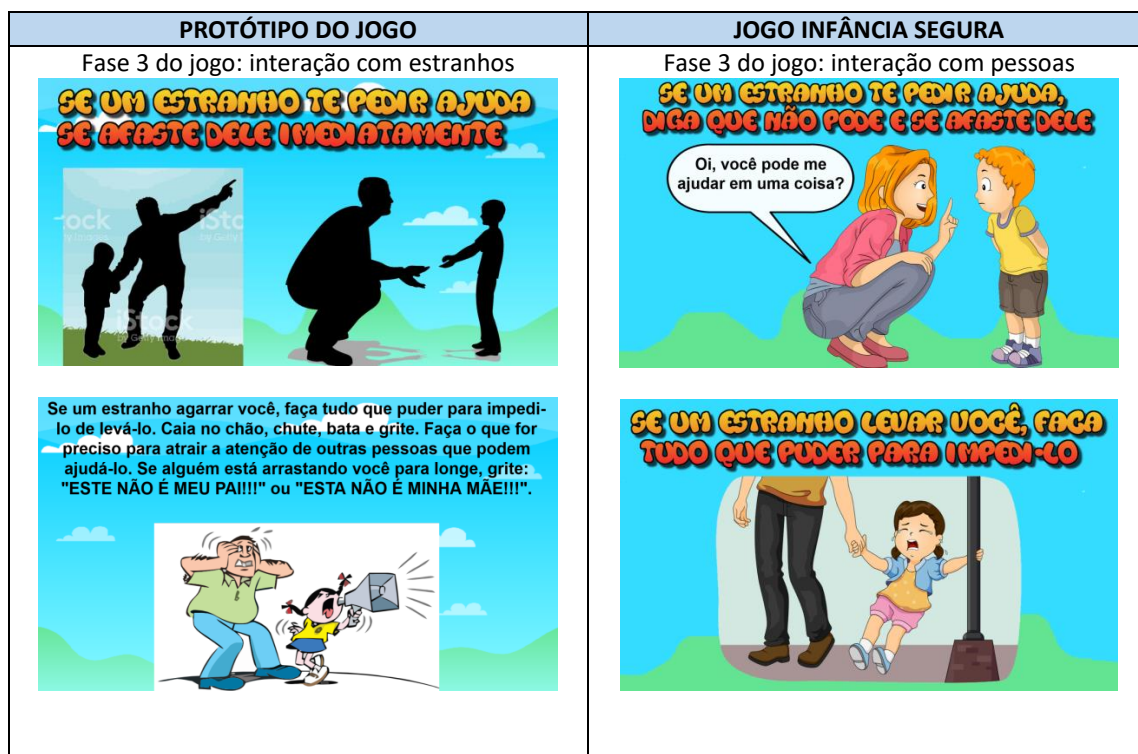 PROTÓTIPO DO JOGO
Fase 3 do jogo: interação com estranhos
SE UM ESTRANHO TE PEDIR AJUDA
SE AFASTE DELE IMEDIATAMENTE
iStock
Se um estranho agarrar você, faça tudo que puder para impedi-
lo de levá-lo. Caia no chão, chute, bata e grite. Faça o que for
preciso para atrair a atenção de outras pessoas que podem
ajudá-lo. Se alguém está arrastando você para longe, grite:
"ESTE NÃO É MEU PAI!!!" ou "ESTA NÃO É MINHA MÃE!!!".
JOGO INFÂNCIA SEGURA
Fase 3 do jogo: interação com pessoas
SE UM ESTRANHO TE PEDIR AJUDA,
DIGA QUE NÃO PODE E SE AFASTE DELE
Oi, você pode me
ajudar em uma coisa?
SE UM ESTRANHO LEVAR VOCÊ, FAÇA
TUDO QUE PUDER PARA IMPEDI-LO